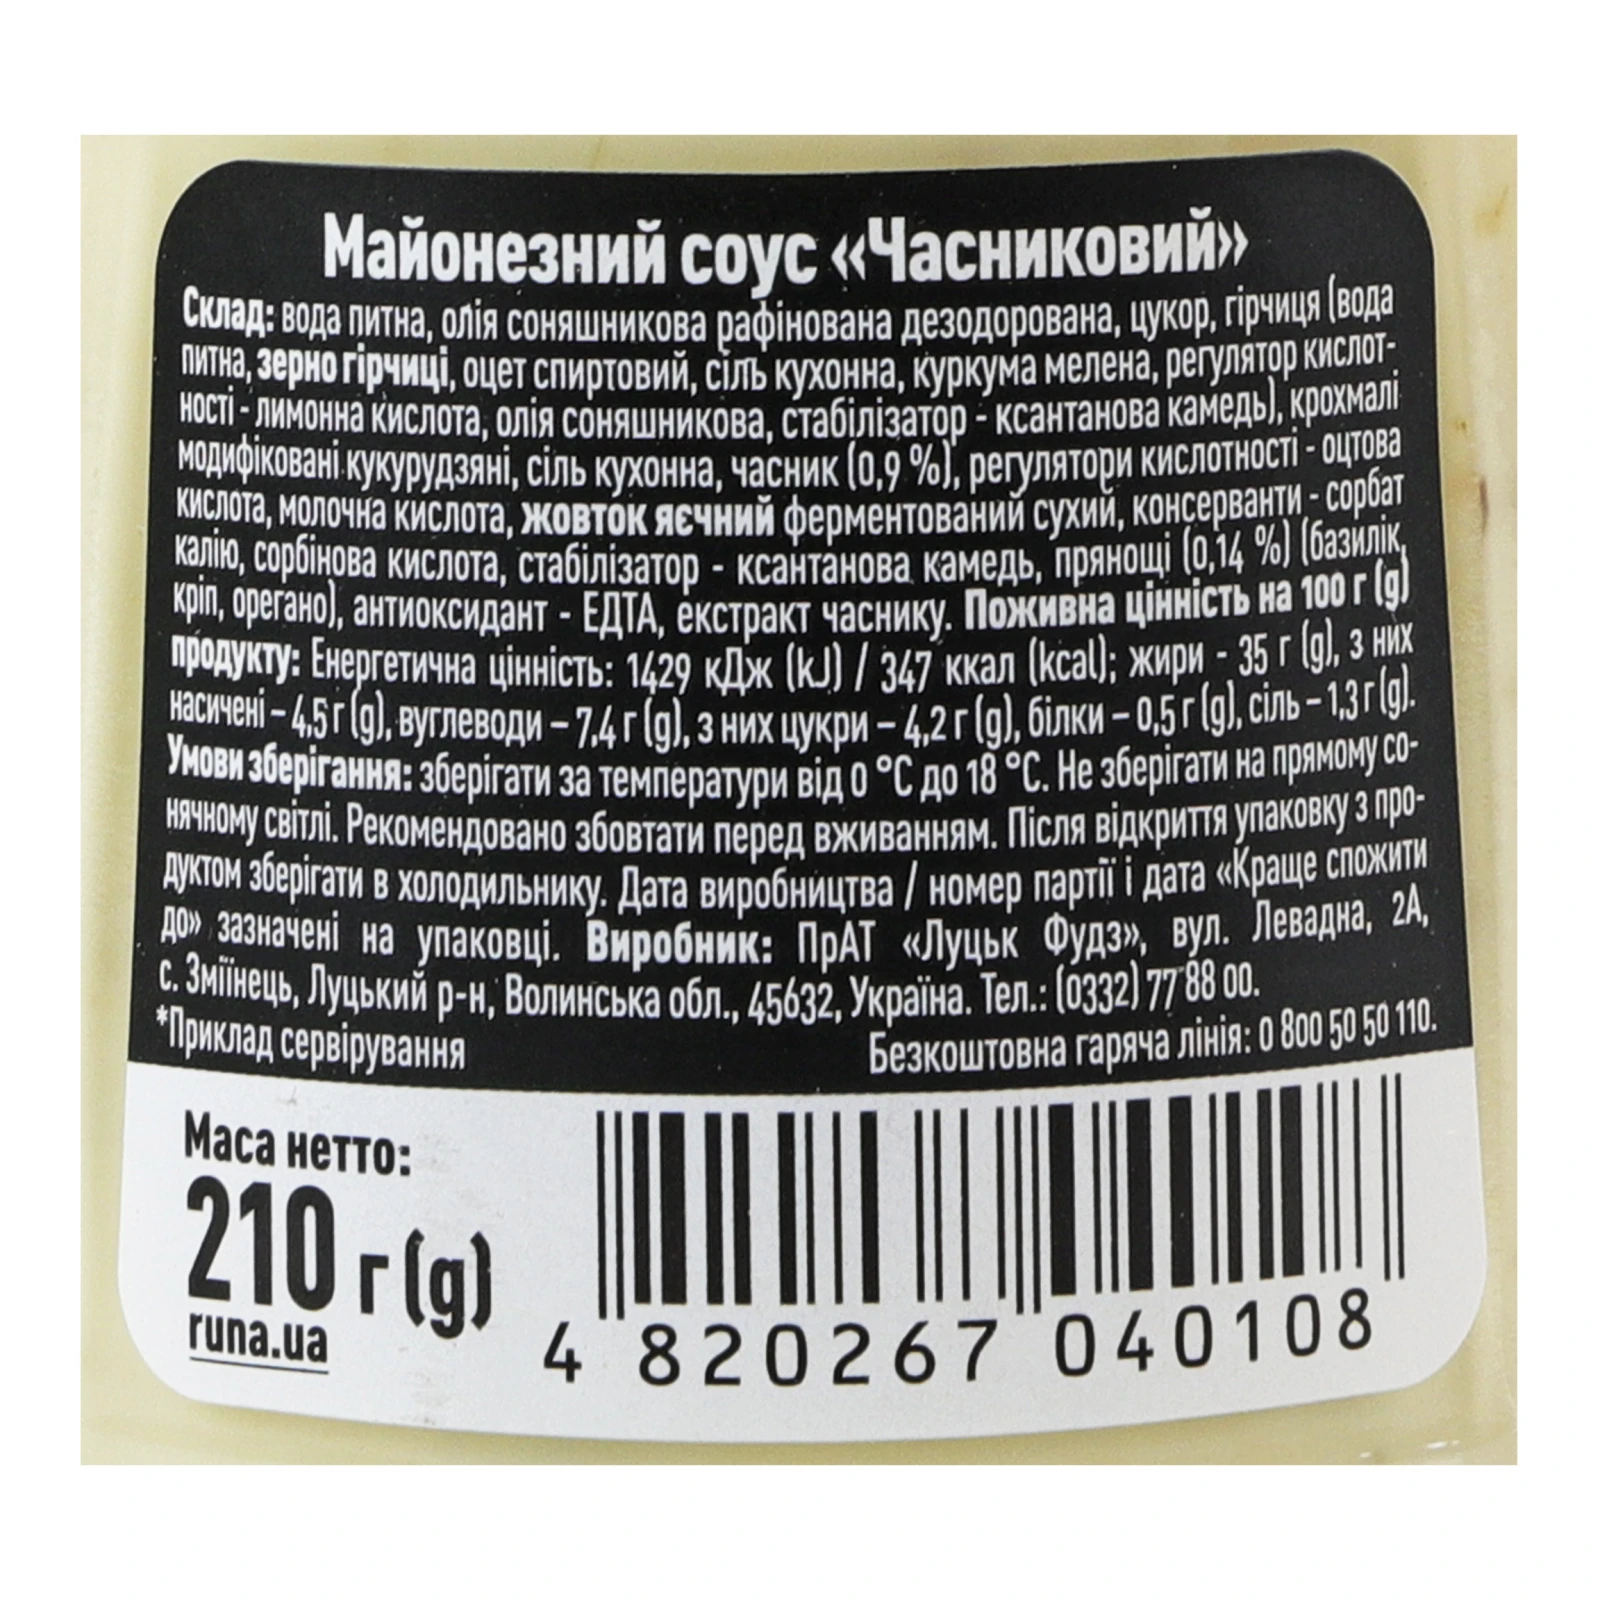 Майонезний соус «Часниковий»
Склад: вода питна, олія соняшникова рафінована дезодорована, цукор, гірчиця (вода
питна, зерно гірчиці, оцет спиртовий, сіль кухонна, куркума мелена, регулятор кислот-
ності - лимонна кислота, олія соняшникова, стабілізатор - ксантанова камедь), крохмалі
модифіковані кукурудзяні, сіль кухонна, часник (0,9 %), регулятори кислотності - оцтова
кислота, молочна кислота, жовток яєчний ферментований сухий, консерванти - сорбат
калію, сорбінова кислота, стабілізатор - ксантанова камедь, прянощі (0,14 %) (базилік,
кріп, орегано), антиоксидант - ЕДТА, екстракт часнику. Поживна цінність на 100 г (g)
продукту: Енергетична цінність: 1429 кДж (kJ) / 347 ккал (kcal); жири - 35 г (g), з них
насичені – 4,5 г (g), вуглеводи – 7,4 г (g), з них цукри – 4,2 г (g), білки – 0,5 г (g), сіль – 1,3 г (g).
Умови зберігання: зберігати за температури від 0 °С до 18 °С. Не зберігати на прямому со-
нячному світлі. Рекомендовано збовтати перед вживанням. Після відкриття упаковку з про-
дуктом зберігати в холодильнику. Дата виробництва / номер партії і дата «Краще спожити
до» зазначені на упаковці. Виробник: ПрАТ «Луцьк Фудз», вул. Левадна, 2А,
с. Зміїнець, Луцький р-н, Волинська обл., 45632, Україна. Тел.: (0332) 77 88 00.
*Приклад сервірування Безкоштовна гаряча лінія: 0 800 50 50 110.
Маса нетто:
210 г (g)
runa.ua
4 820267 040108